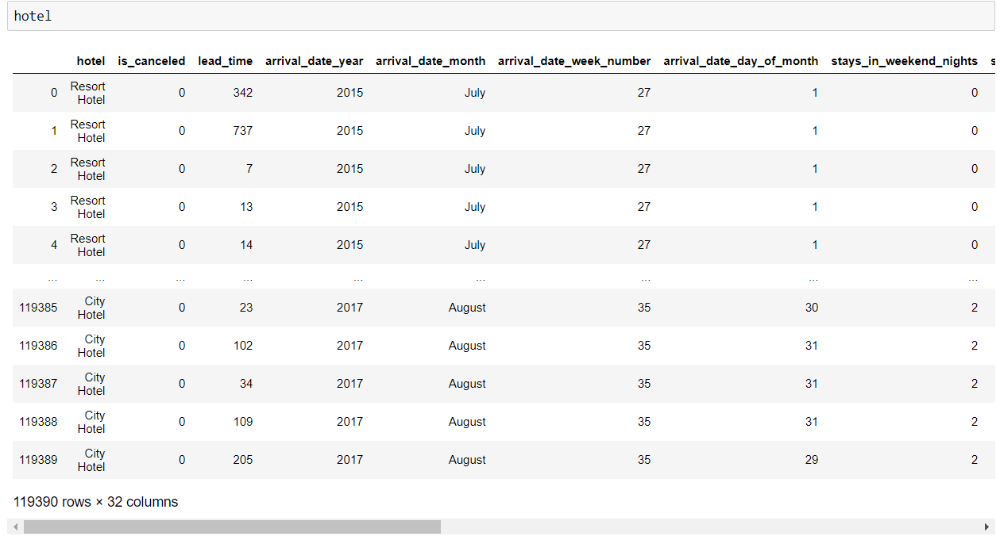 hotel
hotel is_canceled lead_time arrival_date_year arrival_date_month arrival_date_week_number arrival_date_day_of_month stays_in_weekend_nights s
0 Resort Hotel 0 342 2015 July 27 1 0
1 Resort Hotel 0 737 2015 July 27 1 0
2 Resort Hotel 0 7 2015 July 27 1 0
3 Resort Hotel 0 13 2015 July 27 1 0
4 Resort Hotel 0 14 2015 July 27 1 0
... ... ... ... ... ... ... ... ...
119385 City Hotel 0 23 2017 August 35 30 2
119386 City Hotel 0 102 2017 August 35 31 2
119387 City Hotel 0 34 2017 August 35 31 2
119388 City Hotel 0 109 2017 August 35 31 2
119389 City Hotel 0 205 2017 August 35 29 2
119390 rows × 32 columns